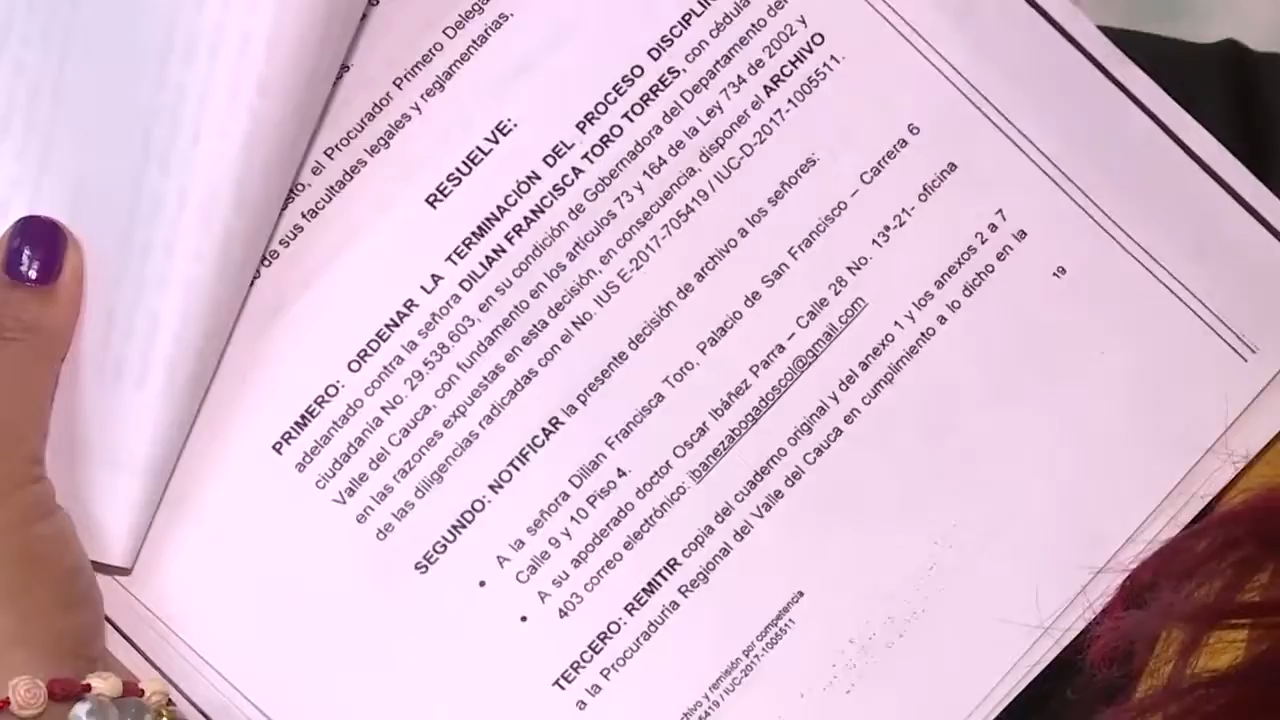 el Procurador Primero
de sus facultades legales y reglamentarias.
RESUELVE:
PRIMERO: ORDENAR LA TERMINACIÓN DEL PROCESO
adelantado contra la señora DILIAN FRANCISCA TORO TORRES, con cédula
ciudadanía No. 29.538.603, en su condición de Gobernadora del Departamento del
Valle del Cauca, con fundamento en los artículos 73 y 164 de la Ley 734 de 2002 y
en las razones expuestas en esta decisión, en consecuencia, disponer el ARCHIVO
de las diligencias radicadas con el No. IUS E-2017-705419 / IUC-D-2017-1005511.
SEGUNDO: NOTIFICAR la presente decisión de archivo a los señores:
• A la señora Dilian Francisca Toro, Palacio de San Francisco – Carrera 6
Calle 9 y 10 Piso 4.
• A su apoderado doctor Oscar Ibáñez Parra – Calle 28 No. 13ª-21- oficina
403 correo electrónico: ibanezabogadoscol@gmail.com
TERCERO: REMITIR copia del cuaderno original y del anexo 1 y los anexos 2 a 7
a la Procuraduría Regional del Valle del Cauca en cumplimiento a lo dicho en la
19
y remisión por competencia
/ IUC-2017-1005511